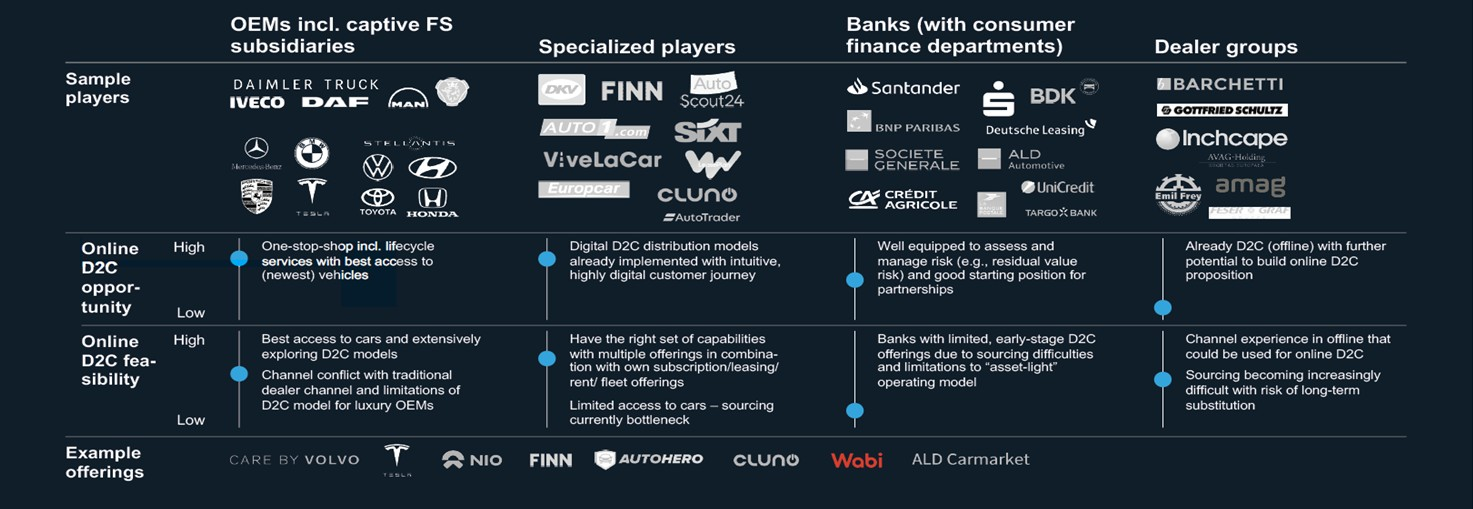 OEMs incl. captive FS
subsidiaries
Specialized players
Banks (with consumer
finance departments)
Dealer groups
Sample
players
DAIMLER TRUCK
IVECO DAF MAN
Mercedes-Benz
STELLANTIS
TESLA
TOYOTA
HONDA
DKV FINN Auto
Scout24
AUTO1.com SIXT
ViveLaCar
Europcar
CLUNO
AutoTrader
Santander
BDK
BNP PARIBAS
Deutsche Leasing
SOCIETE
GENERALE
ALD
Automotive
CRÉDIT
AGRICOLE
UniCredit
TARGO BANK
BARCHETTI
GOTTFRIED SCHULTZ
Inchcape
AVAG-Holding
Emil Frey
amag
FESER GRAF
Online
D2C
oppor-
tunity
High
Low
One-stop-shop incl. lifecycle
services with best access to
(newest) vehicles
Digital D2C distribution models
already implemented with intuitive,
highly digital customer journey
Well equipped to assess and
manage risk (e.g., residual value
risk) and good starting position for
partnerships
Already D2C (offline) with further
potential to build online D2C
proposition
Online
D2C fea-
sibility
High
Low
Best access to cars and extensively
exploring D2C models
Channel conflict with traditional
dealer channel and limitations of
D2C model for luxury OEMs
Have the right set of capabilities
with multiple offerings in combina-
tion with own subscription/leasing/
rent/ fleet offerings
Limited access to cars – sourcing
currently bottleneck
Banks with limited, early-stage D2C
offerings due to sourcing difficulties
and limitations to “asset-light”
operating model
Channel experience in offline that
could be used for online D2C
Sourcing becoming increasingly
difficult with risk of long-term
substitution
Example
offerings
CARE BY VOLVO
TESLA
NIO
FINN
AUTOHERO
CLUNO
Wabi
ALD Carmarket